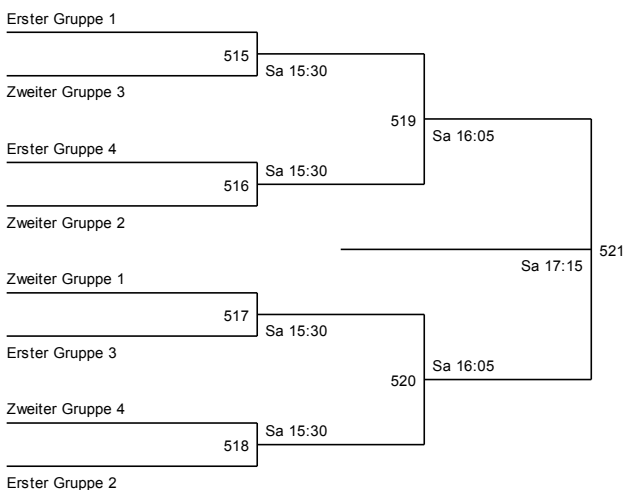 Erster Gruppe 1
515
Sa 15:30
Zweiter Gruppe 3
519
Sa 16:05
Erster Gruppe 4
Sa 15:30
516
Zweiter Gruppe 2
521
Sa 17:15
Zweiter Gruppe 1
517
Sa 15:30
Erster Gruppe 3
Sa 16:05
520
Zweiter Gruppe 4
Sa 15:30
518
Erster Gruppe 2